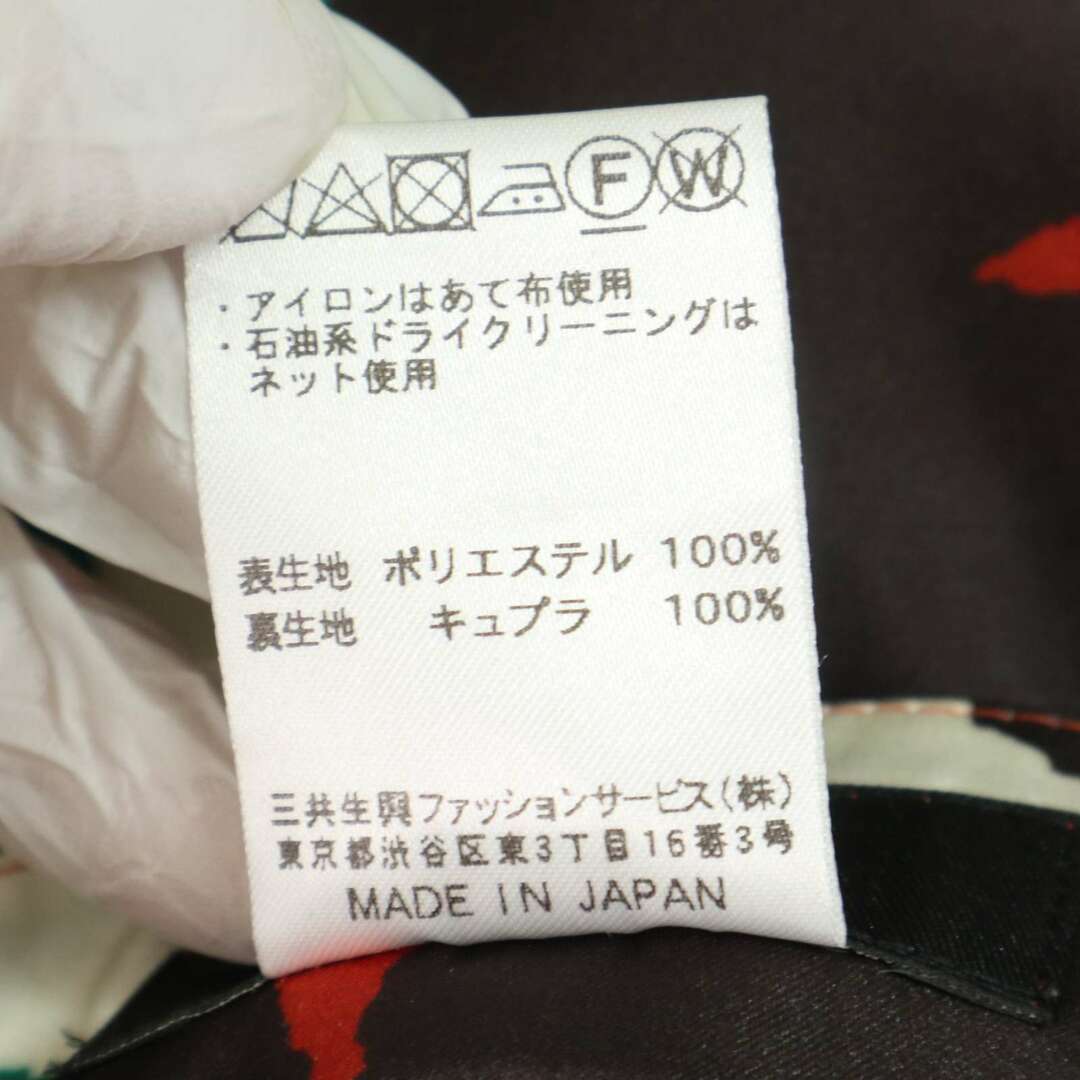 F W
・アイロンはあて布使用
・石油系ドライクリーニングは
ネット使用
表生地 ポリエステル 100%
裏生地 キュプラ 100%
三共生興ファッションサービス(株)
東京都渋谷区東3丁目16番3号
MADE IN JAPAN